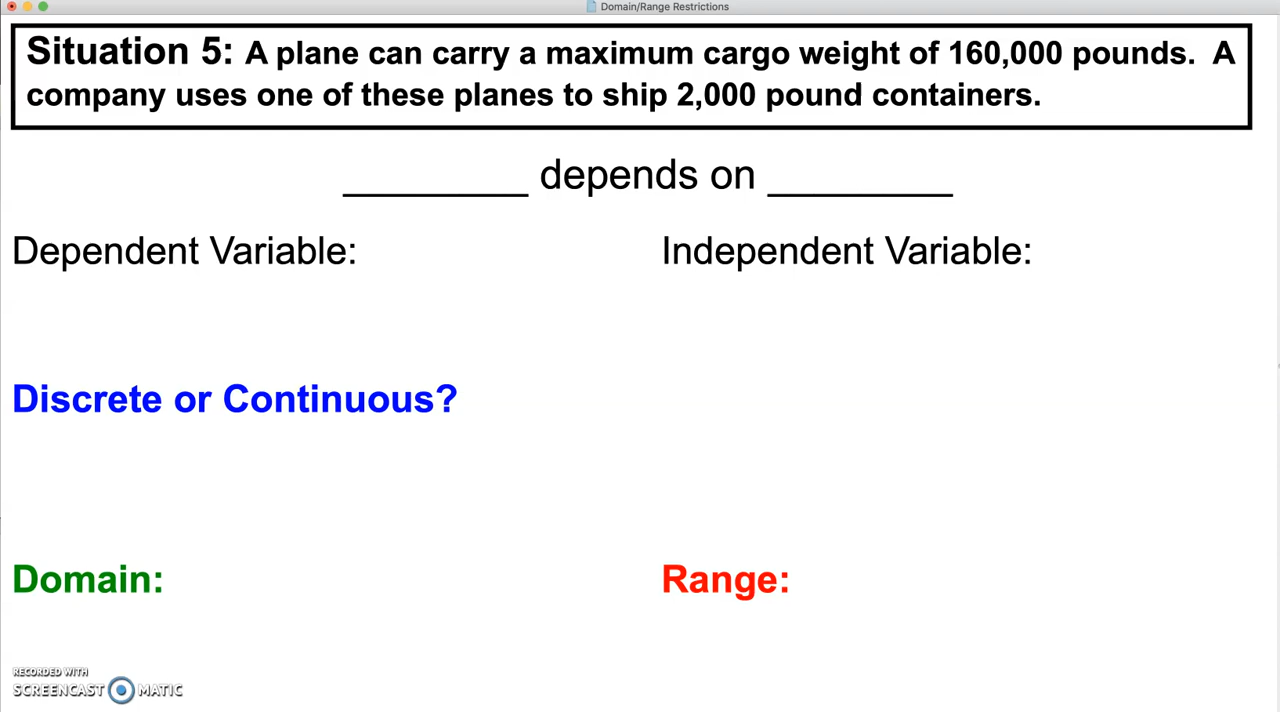 Domain/Range Restrictions
Situation 5: A plane can carry a maximum cargo weight of 160,000 pounds. A
company uses one of these planes to ship 2,000 pound containers.
________ depends on ________
Dependent Variable: Independent Variable:
Discrete or Continuous?
Domain: Range:
RECORDED WITH
SCREENCAST MATIC